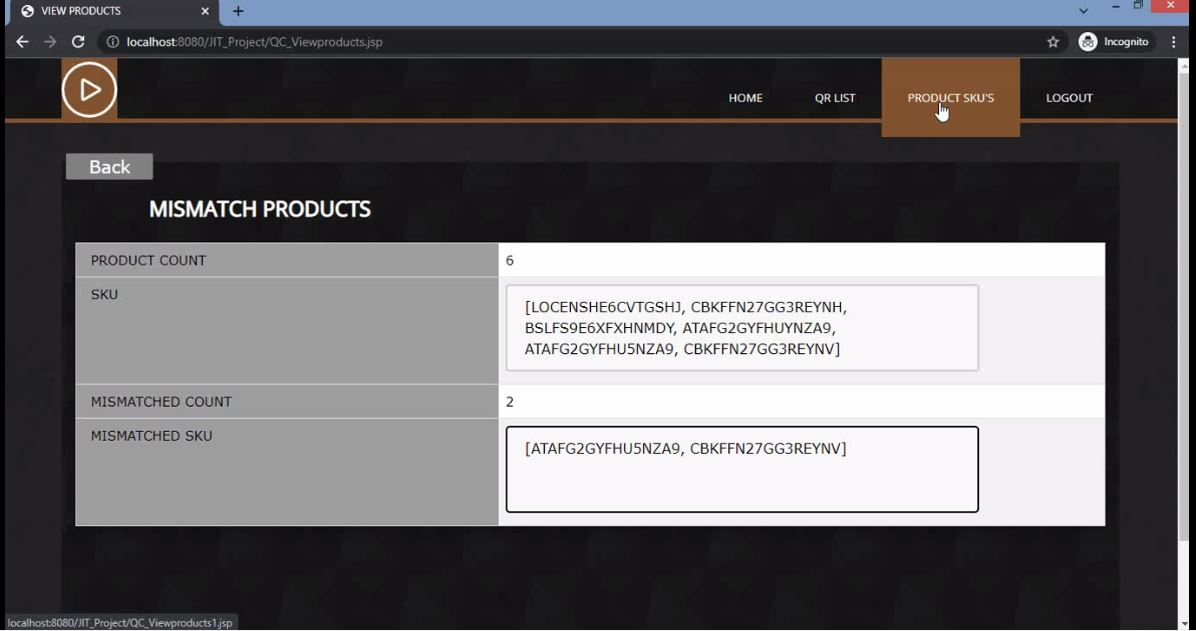 VIEW PRODUCTS
localhost:8080/JIT_Project/QC_Viewproducts.jsp
Incognito
HOME QR LIST PRODUCT SKU'S LOGOUT
Back
MISMATCH PRODUCTS
PRODUCT COUNT 6
SKU
[LOCENSHE6CVTGSHJ, CBKFFN27GG3REYNH,
BSLFS9E6XFXHNMDY, ATAFG2GYFHUYNZA9,
ATAFG2GYFHU5NZA9, CBKFFN27GG3REYNV]
MISMATCHED COUNT 2
MISMATCHED SKU
[ATAFG2GYFHU5NZA9, CBKFFN27GG3REYNV]
localhost:8080/JIT_Project/QC_Viewproducts1.jsp